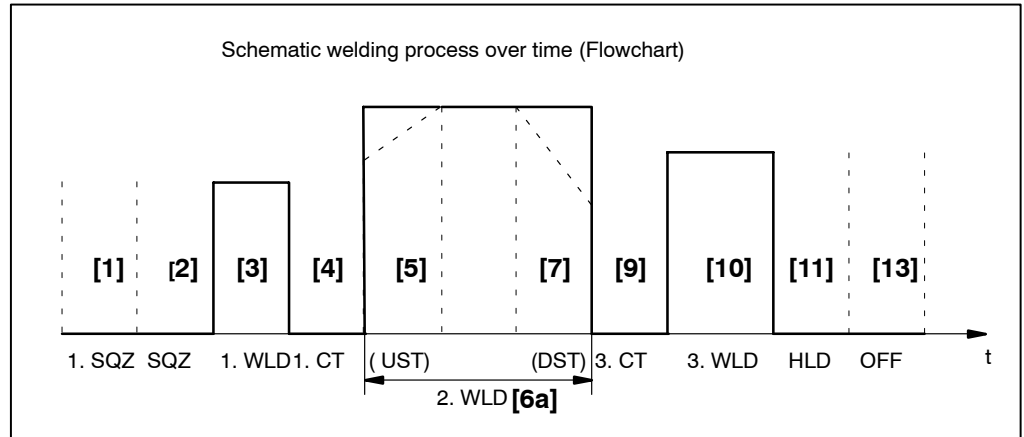 Schematic welding process over time (Flowchart)
[1] [2] [3] [4] [5] [7] [9] [10] [11] [13]
1. SQZ SQZ 1. WLD 1. CT ( UST) (DST) 3. CT 3. WLD HLD OFF t
2. WLD [6a]